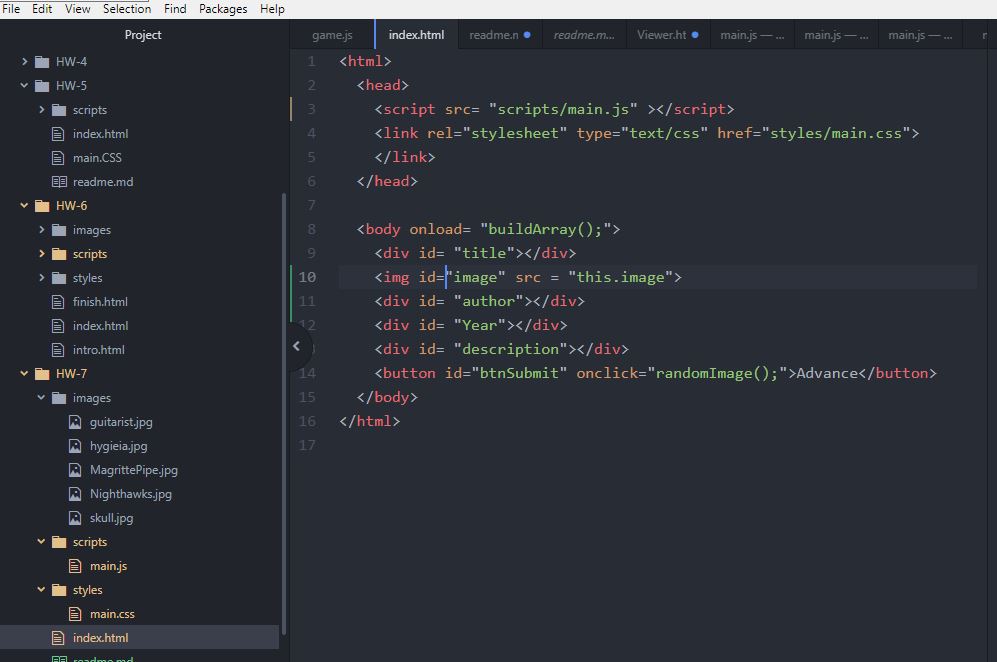 File Edit View Selection Find Packages Help
Project
HW-4
HW-5
scripts
index.html
main.CSS
readme.md
HW-6
images
scripts
styles
finish.html
index.html
intro.html
HW-7
images
guitarist.jpg
hygieia.jpg
MagrittePipe.jpg
Nighthawks.jpg
skull.jpg
scripts
main.js
styles
main.css
index.html
readme.md
game.js index.html readme.n readme.m... Viewer.ht main.js — ... main.js — ... main.js — ...
1 <html>
2 <head>
3 <script src= "scripts/main.js" ></script>
4 <link rel="stylesheet" type="text/css" href="styles/main.css">
5 </link>
6 </head>
7
8 <body onload= "buildArray();">
9 <div id= "title"></div>
10 <img id="image" src = "this.image">
11 <div id= "author"></div>
12 <div id= "Year"></div>
<div id= "description"></div>
14 <button id="btnSubmit" onclick="randomImage();">Advance</button>
15 </body>
16 </html>
17